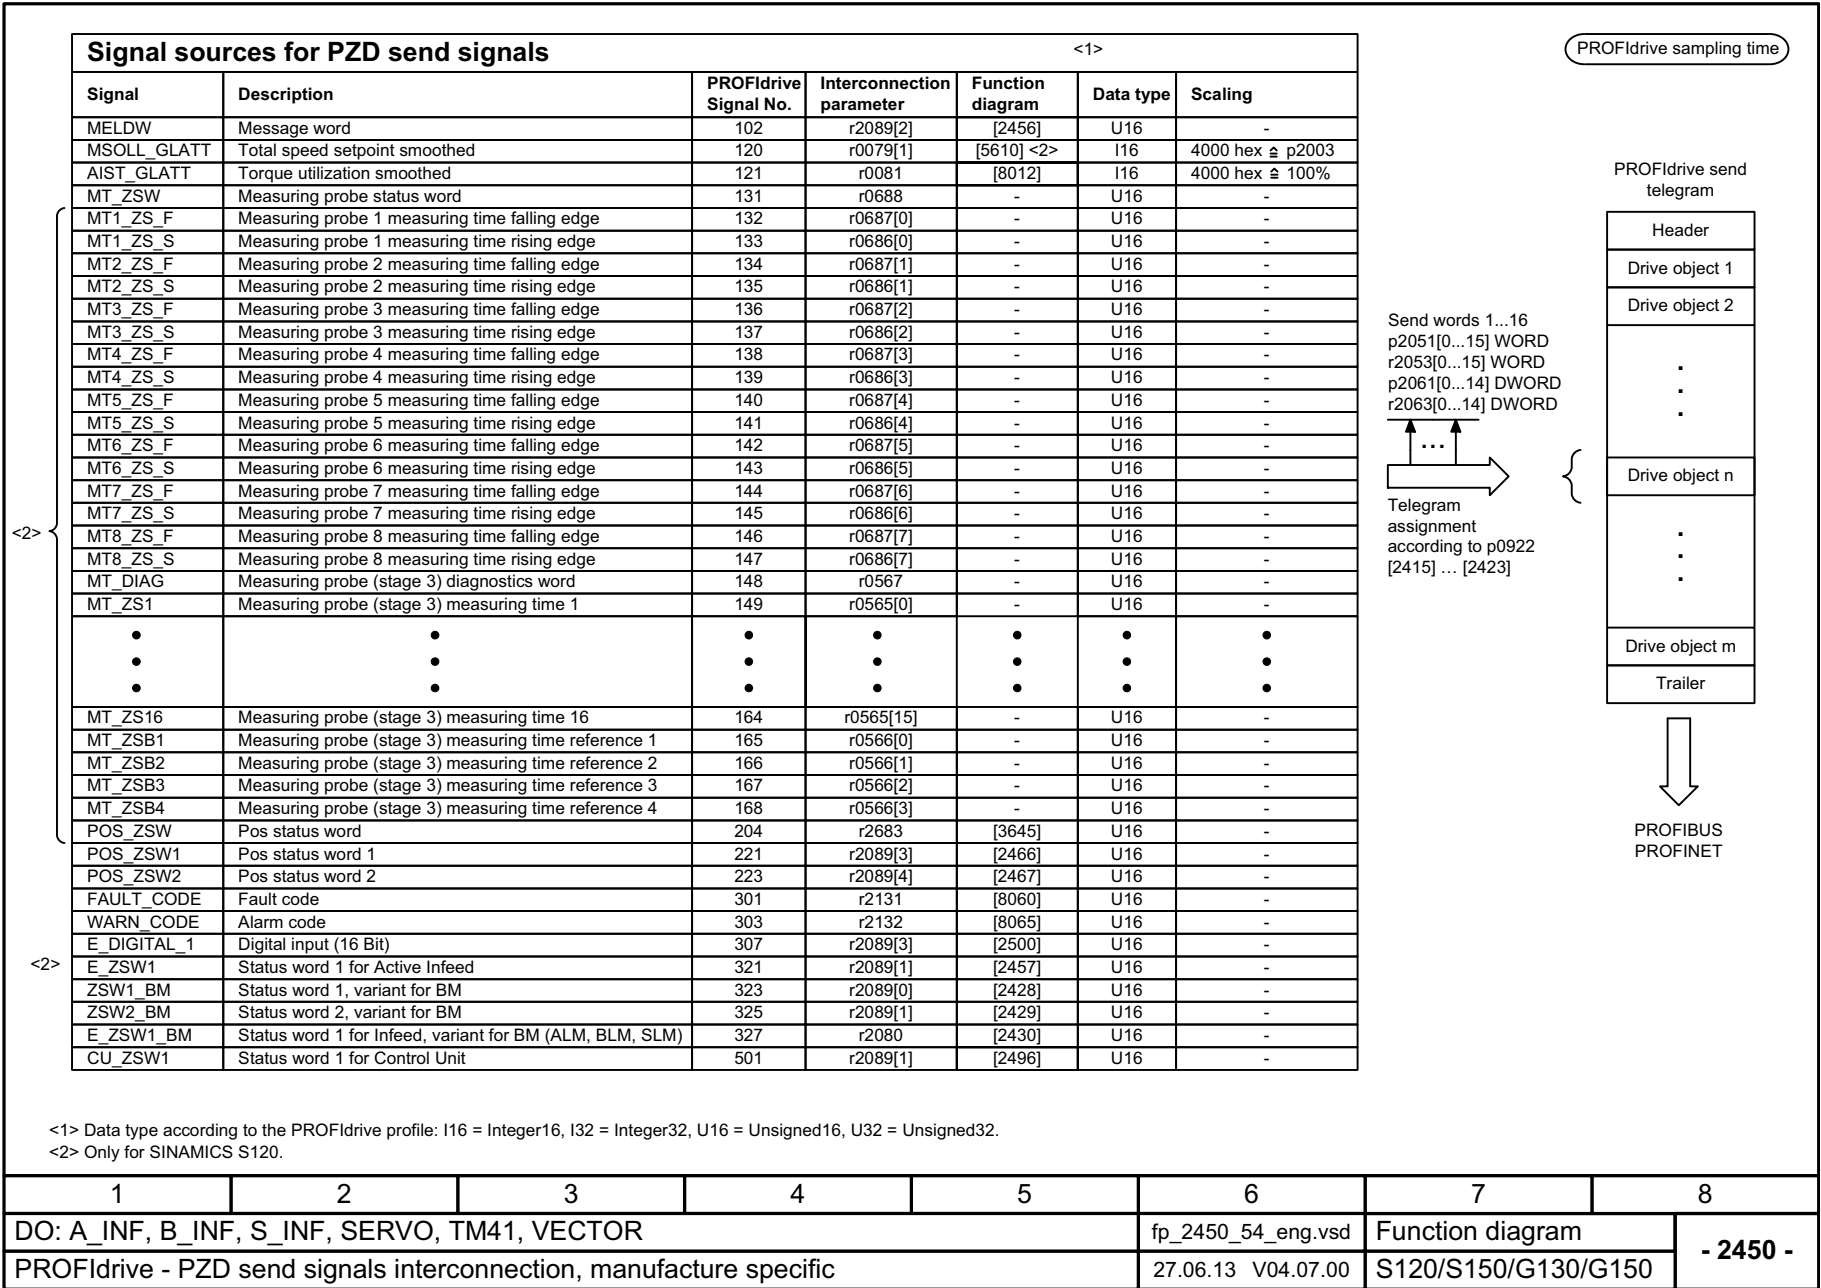 Signal sources for PZD send signals <1>
PROFIdrive sampling time
Signal Description PROFIdrive Signal No. Interconnection parameter Function diagram Data type Scaling
MELDW Message word 102 r2089[2] [2456] U16 -
MSOLL_GLATT Total speed setpoint smoothed 120 r0079[1] [5610] <2> I16 4000 hex ≙ p2003
AIST_GLATT Torque utilization smoothed 121 r0081 [8012] I16 4000 hex ≙ 100%
MT_ZSW Measuring probe status word 131 r0688 - U16 -
MT1_ZS_F Measuring probe 1 measuring time falling edge 132 r0687[0] - U16 -
MT1_ZS_S Measuring probe 1 measuring time rising edge 133 r0686[0] - U16 -
MT2_ZS_F Measuring probe 2 measuring time falling edge 134 r0687[1] - U16 -
MT2_ZS_S Measuring probe 2 measuring time rising edge 135 r0686[1] - U16 -
MT3_ZS_F Measuring probe 3 measuring time falling edge 136 r0687[2] - U16 -
MT3_ZS_S Measuring probe 3 measuring time rising edge 137 r0686[2] - U16 -
MT4_ZS_F Measuring probe 4 measuring time falling edge 138 r0687[3] - U16 -
MT4_ZS_S Measuring probe 4 measuring time rising edge 139 r0686[3] - U16 -
MT5_ZS_F Measuring probe 5 measuring time falling edge 140 r0687[4] - U16 -
MT5_ZS_S Measuring probe 5 measuring time rising edge 141 r0686[4] - U16 -
MT6_ZS_F Measuring probe 6 measuring time falling edge 142 r0687[5] - U16 -
MT6_ZS_S Measuring probe 6 measuring time rising edge 143 r0686[5] - U16 -
MT7_ZS_F Measuring probe 7 measuring time falling edge 144 r0687[6] - U16 -
MT7_ZS_S Measuring probe 7 measuring time rising edge 145 r0686[6] - U16 -
<2>
MT8_ZS_F Measuring probe 8 measuring time falling edge 146 r0687[7] - U16 -
MT8_ZS_S Measuring probe 8 measuring time rising edge 147 r0686[7] - U16 -
MT_DIAG Measuring probe (stage 3) diagnostics word 148 r0567 - U16 -
MT_ZS1 Measuring probe (stage 3) measuring time 1 149 r0565[0] - U16 -
MT_ZS16 Measuring probe (stage 3) measuring time 16 164 r0565[15] - U16 -
MT_ZSB1 Measuring probe (stage 3) measuring time reference 1 165 r0566[0] - U16 -
MT_ZSB2 Measuring probe (stage 3) measuring time reference 2 166 r0566[1] - U16 -
MT_ZSB3 Measuring probe (stage 3) measuring time reference 3 167 r0566[2] - U16 -
MT_ZSB4 Measuring probe (stage 3) measuring time reference 4 168 r0566[3] - U16 -
POS_ZSW Pos status word 204 r2683 [3645] U16 -
POS_ZSW1 Pos status word 1 221 r2089[3] [2466] U16 -
POS_ZSW2 Pos status word 2 223 r2089[4] [2467] U16 -
FAULT_CODE Fault code 301 r2131 [8060] U16 -
WARN_CODE Alarm code 303 r2132 [8065] U16 -
E_DIGITAL_1 Digital input (16 Bit) 307 r2089[3] [2500] U16 -
<2> E_ZSW1 Status word 1 for Active Infeed 321 r2089[1] [2457] U16 -
ZSW1_BM Status word 1, variant for BM 323 r2089[0] [2428] U16 -
ZSW2_BM Status word 2, variant for BM 325 r2089[1] [2429] U16 -
E_ZSW1_BM Status word 1 for Infeed, variant for BM (ALM, BLM, SLM) 327 r2080 [2430] U16 -
CU_ZSW1 Status word 1 for Control Unit 501 r2089[1] [2496] U16 -
Send words 1...16
p2051[0...15] WORD
r2053[0...15] WORD
p2061[0...14] DWORD
r2063[0...14] DWORD
...
Telegram
assignment
according to p0922
[2415] … [2423]
PROFIdrive send
telegram
Header
Drive object 1
Drive object 2
Drive object n
Drive object m
Trailer
PROFIBUS
PROFINET
<1> Data type according to the PROFIdrive profile: I16 = Integer16, I32 = Integer32, U16 = Unsigned16, U32 = Unsigned32.
<2> Only for SINAMICS S120.
1 2 3 4 5 6 7 8
DO: A_INF, B_INF, S_INF, SERVO, TM41, VECTOR fp_2450_54_eng.vsd Function diagram
- 2450 -
PROFIdrive - PZD send signals interconnection, manufacture specific 27.06.13 V04.07.00 S120/S150/G130/G150